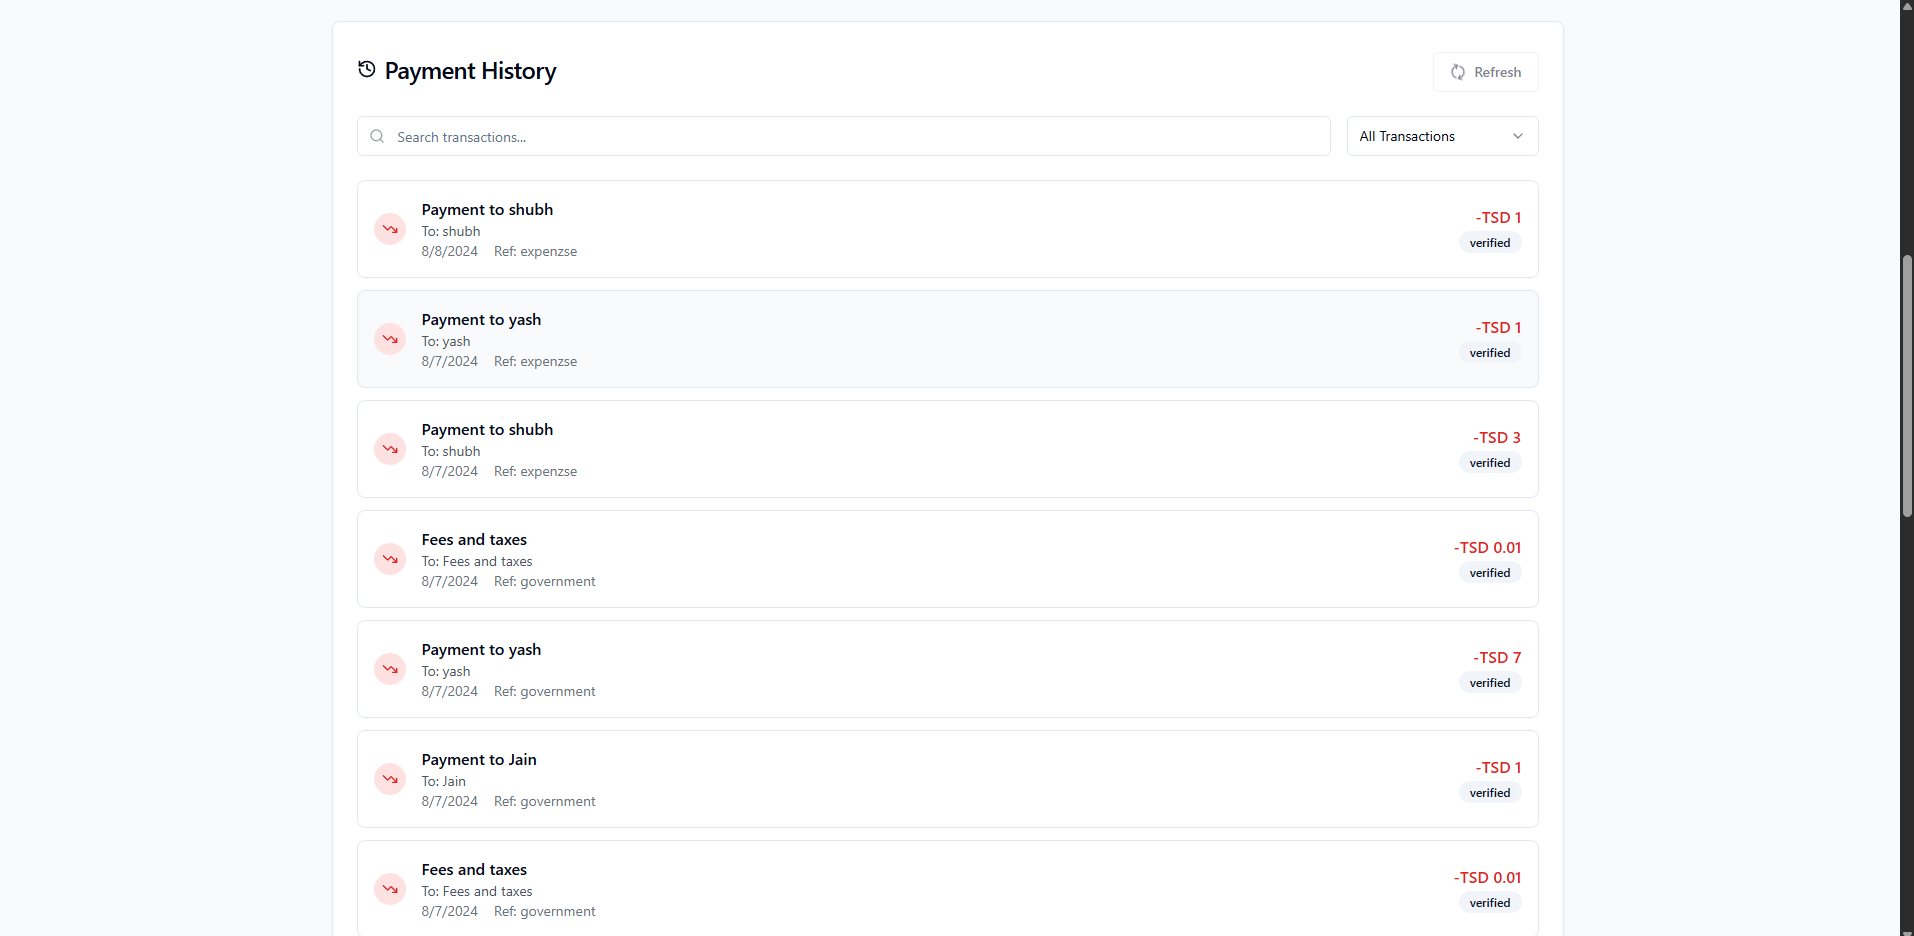 Payment History
Refresh
Search transactions...
All Transactions
Payment to shubh
To: shubh
8/8/2024 Ref: expenzse
-TSD 1
verified
Payment to yash
To: yash
8/7/2024 Ref: expenzse
-TSD 1
verified
Payment to shubh
To: shubh
8/7/2024 Ref: expenzse
-TSD 3
verified
Fees and taxes
To: Fees and taxes
8/7/2024 Ref: government
-TSD 0.01
verified
Payment to yash
To: yash
8/7/2024 Ref: government
-TSD 7
verified
Payment to Jain
To: Jain
8/7/2024 Ref: government
-TSD 1
verified
Fees and taxes
To: Fees and taxes
8/7/2024 Ref: government
-TSD 0.01
verified